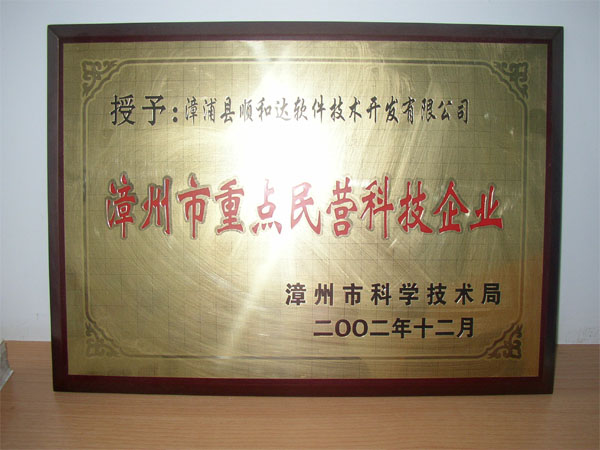 授予：漳浦县顺和达软件技术开发有限公司
漳州市重点民营科技企业
漳州市科学技术局
二OO二年十二月